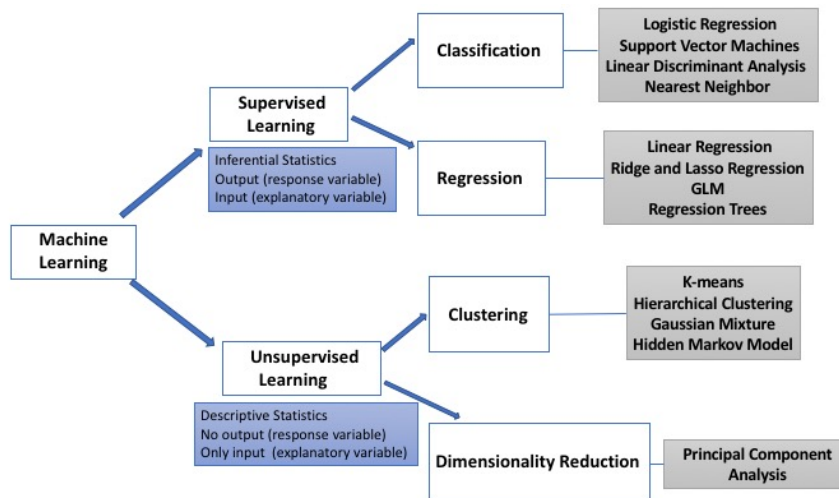 Machine
Learning
Supervised
Learning
Inferential Statistics
Output (response variable)
Input (explanatory variable)
Classification
Logistic Regression
Support Vector Machines
Linear Discriminant Analysis
Nearest Neighbor
Regression
Linear Regression
Ridge and Lasso Regression
GLM
Regression Trees
Unsupervised
Learning
Descriptive Statistics
No output (response variable)
Only input (explanatory variable)
Clustering
K-means
Hierarchical Clustering
Gaussian Mixture
Hidden Markov Model
Dimensionality Reduction
Principal Component
Analysis